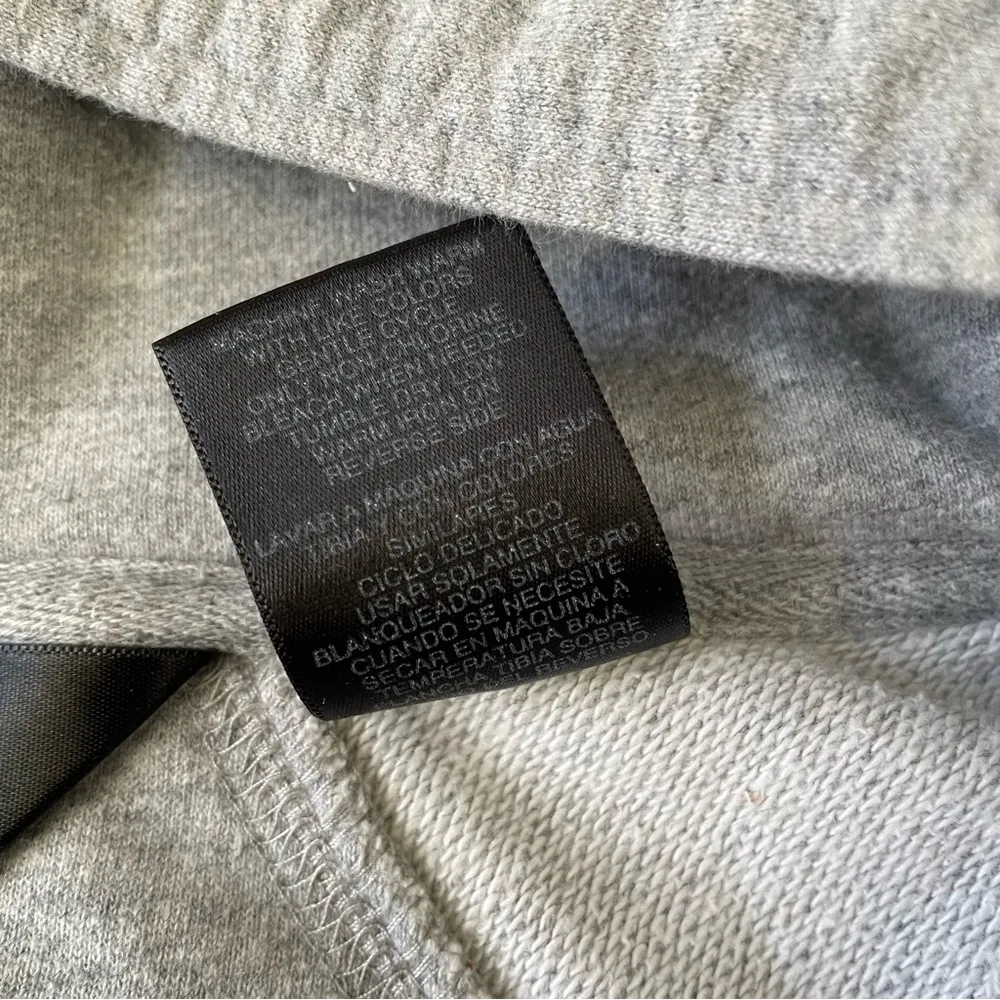 MACHINE WASH WARM
WITH LIKE COLORS
GENTLE CYCLE
ONLY NON-CHLORINE
BLEACH WHEN NEEDED
TUMBLE DRY LOW
WARM IRON ON
REVERSE SIDE
LAVAR A MAQUINA CON AGUA
CON COLORES
SIMILARES
CICLO DELICADO
USAR SOLAMENTE
BLANQUEADOR SIN CLORO
CUANDO SE NECESITE
SECAR EN MAQUINA A
TEMPERATURA BAJA
TIBIA SOBRE
REVERSO.